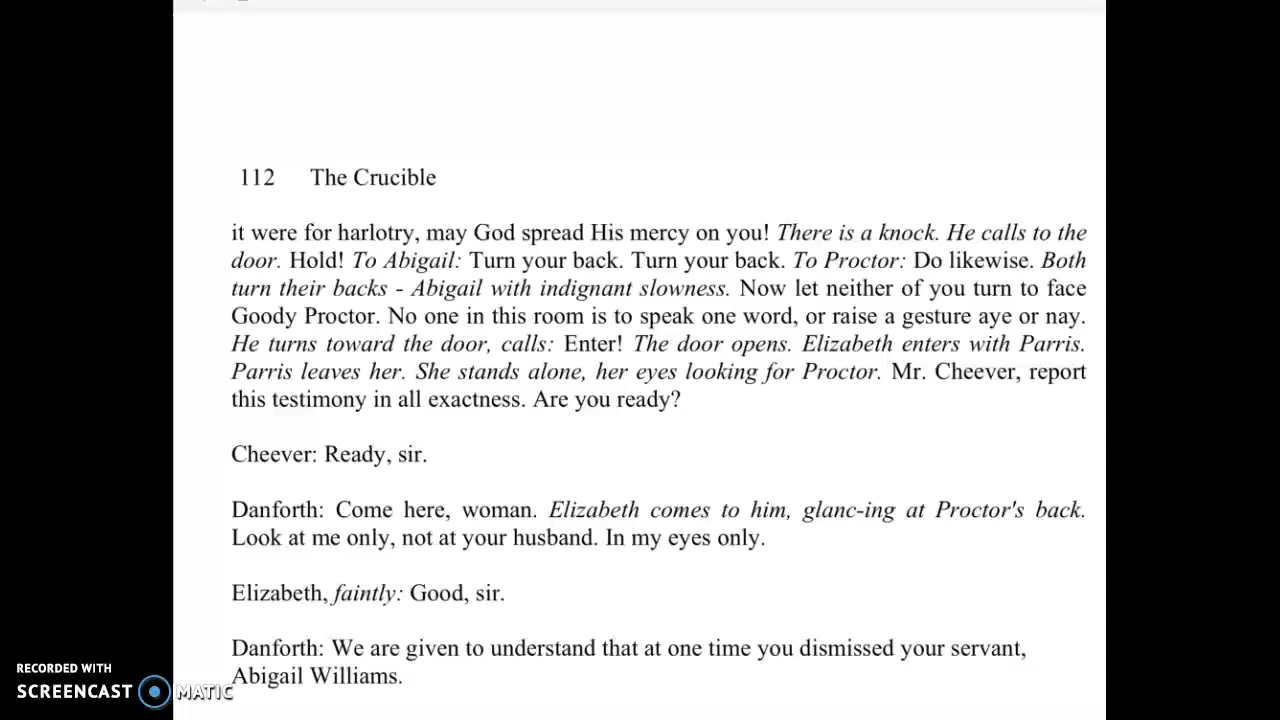 112 The Crucible
it were for harlotry, may God spread His mercy on you! There is a knock. He calls to the
door. Hold! To Abigail: Turn your back. Turn your back. To Proctor: Do likewise. Both
turn their backs - Abigail with indignant slowness. Now let neither of you turn to face
Goody Proctor. No one in this room is to speak one word, or raise a gesture aye or nay.
He turns toward the door, calls: Enter! The door opens. Elizabeth enters with Parris.
Parris leaves her. She stands alone, her eyes looking for Proctor. Mr. Cheever, report
this testimony in all exactness. Are you ready?
Cheever: Ready, sir.
Danforth: Come here, woman. Elizabeth comes to him, glanc-ing at Proctor's back.
Look at me only, not at your husband. In my eyes only.
Elizabeth, faintly: Good, sir.
Danforth: We are given to understand that at one time you dismissed your servant,
Abigail Williams.
RECORDED WITH
SCREENCAST MATIC